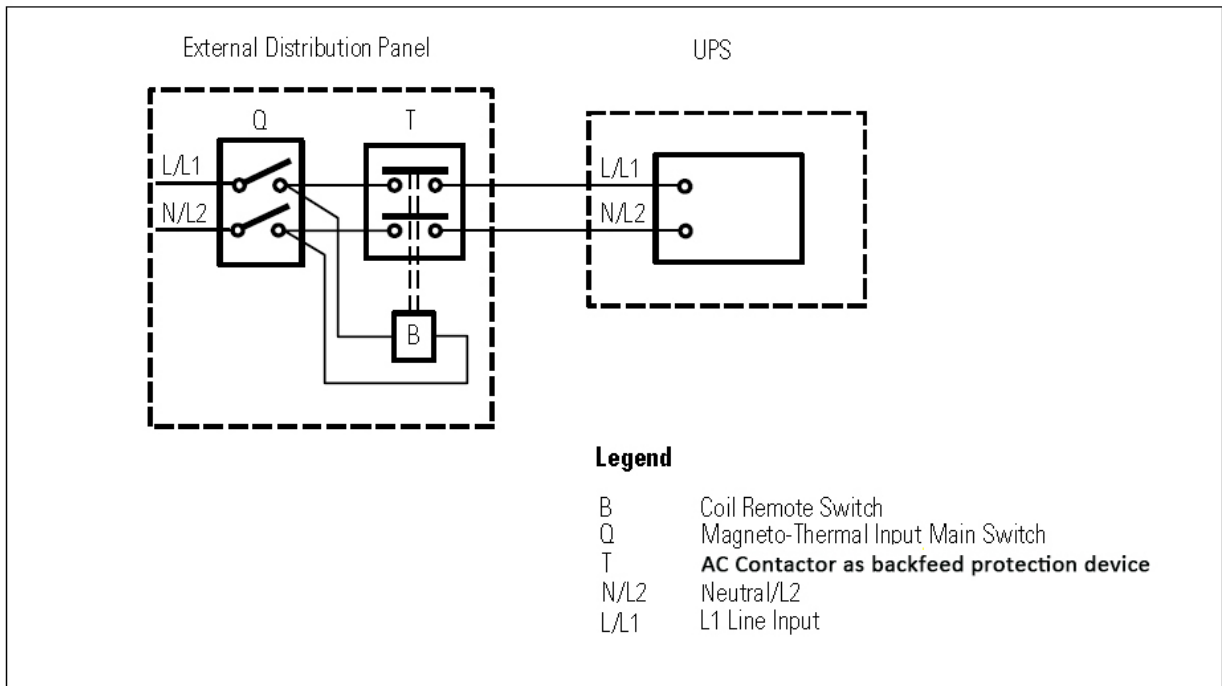 External Distribution Panel
UPS
Q
T
L/L1
N/L2
B
L/L1
N/L2
Legend
B Coil Remote Switch
Q Magneto-Thermal Input Main Switch
T AC Contactor as backfeed protection device
N/L2 Neutral/L2
L/L1 L1 Line Input